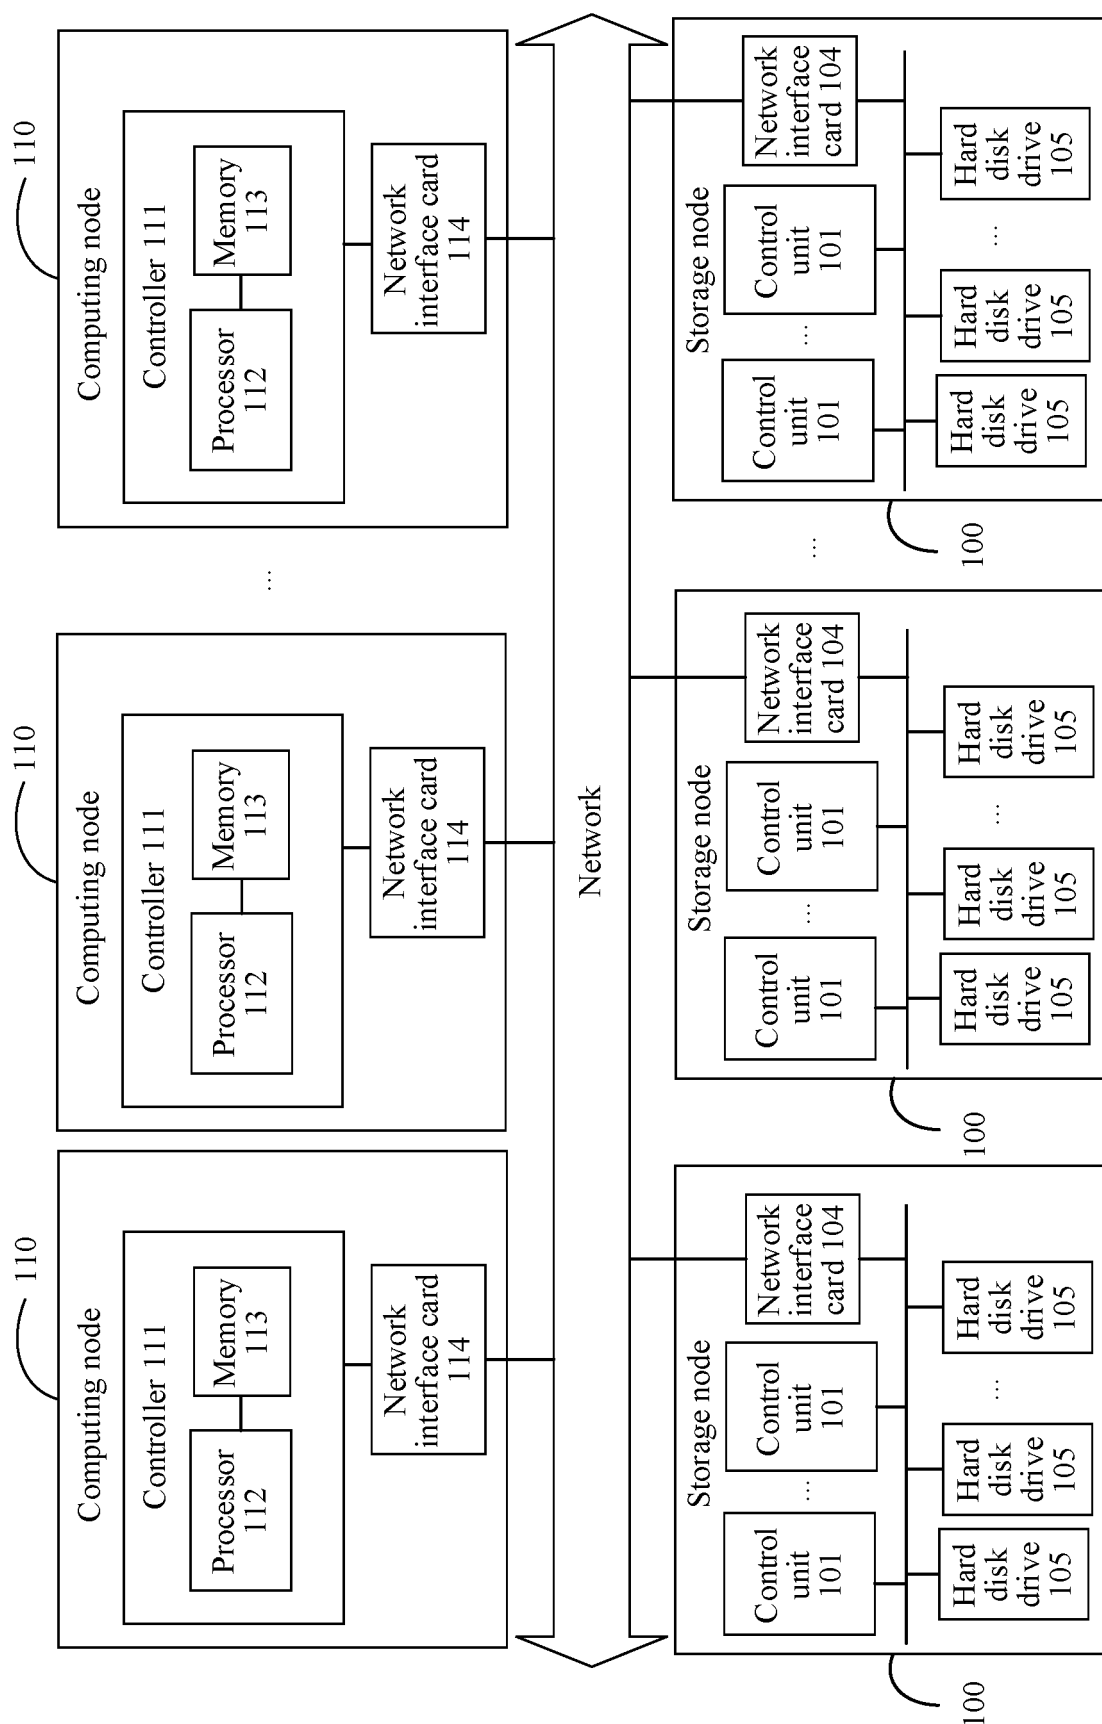 110
Computing node
Controller 111
Processor
112
Memory
113
Network
interface card
114
110
Computing node
Controller 111
Processor
112
Memory
113
Network
interface card
114
...
110
Computing node
Controller 111
Processor
112
Memory
113
Network
interface card
114
Network
Storage node
Control
unit
101
...
Control
unit
101
Network
interface
card 104
Hard
disk
drive
105
Hard
disk
drive
105
...
Hard
disk
drive
105
100
Storage node
Control
unit
101
...
Control
unit
101
Network
interface
card 104
Hard
disk
drive
105
Hard
disk
drive
105
...
Hard
disk
drive
105
100
...
Storage node
Control
unit
101
...
Control
unit
101
Network
interface
card 104
Hard
disk
drive
105
Hard
disk
drive
105
...
Hard
disk
drive
105
100